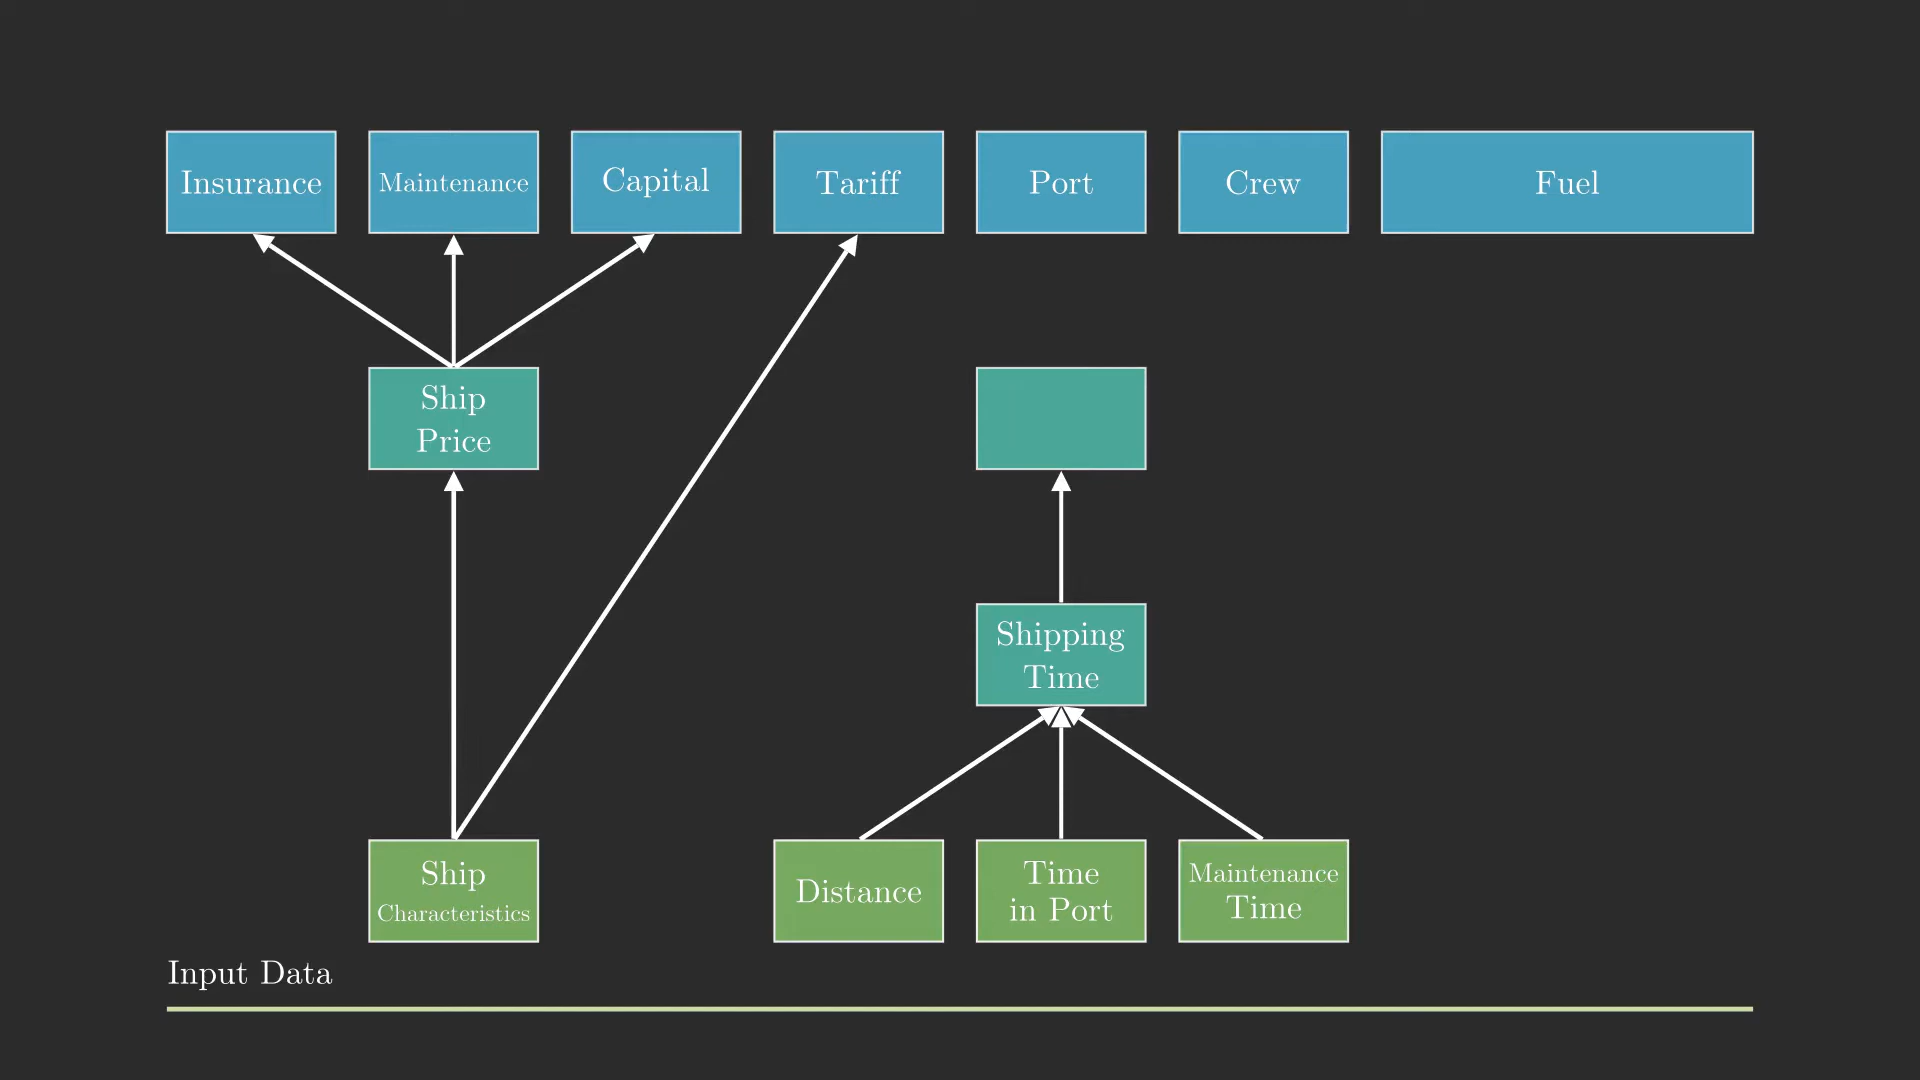 Insurance
Maintenance
Capital
Tariff
Port
Crew
Fuel
Ship
Price
Shipping
Time
Ship
Characteristics
Distance
Time
in Port
Maintenance
Time
Input Data